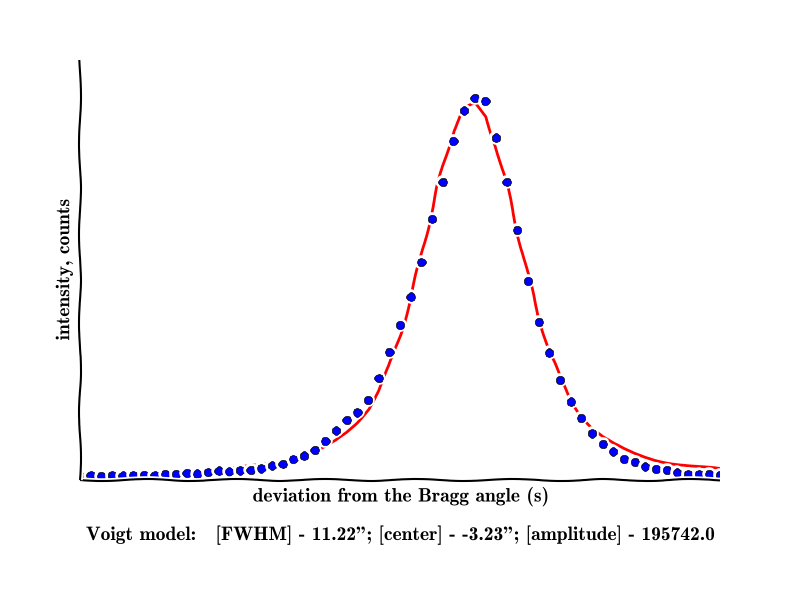 intensity, counts
deviation from the Bragg angle (s)
Voigt model: [FWHM] - 11.22”; [center] - -3.23”; [amplitude] - 195742.0